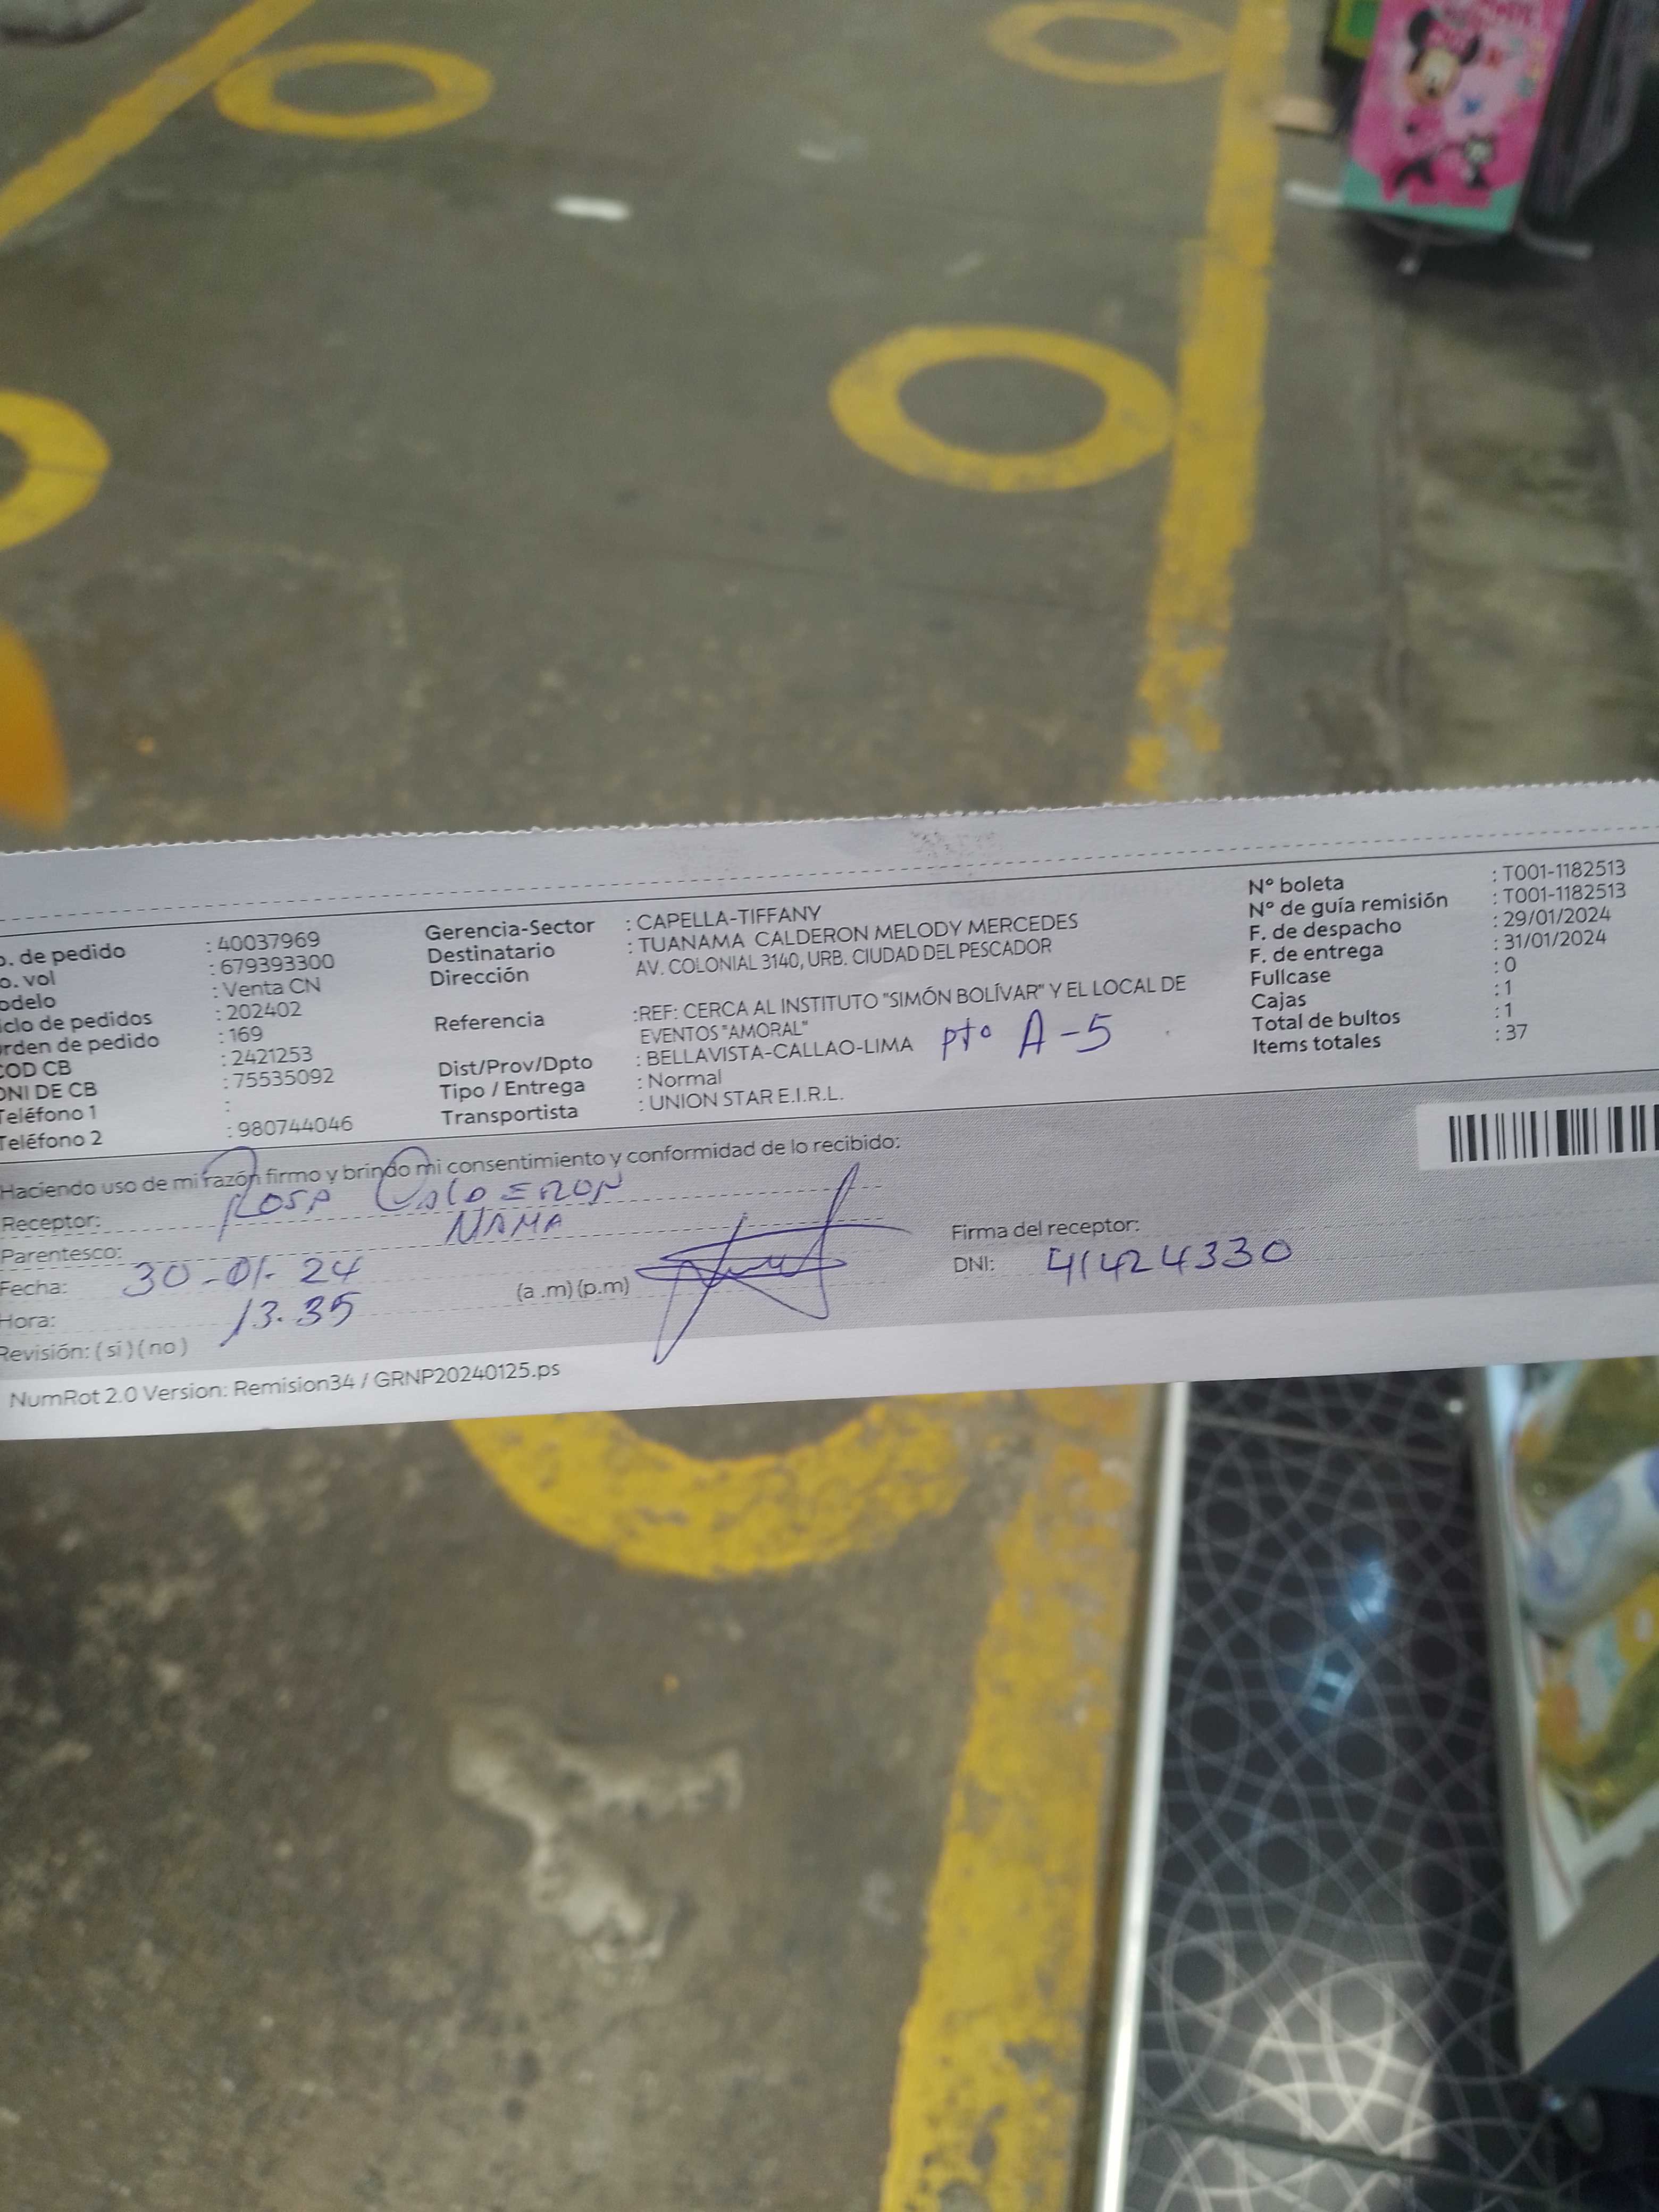 o. de pedido : 40037969
o. vol : 679393300
odelo : Venta CN
iclo de pedidos : 202402
rden de pedido : 169
COD CB : 2421253
DNI DE CB : 75535092
Teléfono 1 :
Teléfono 2 : 980744046
Gerencia-Sector : CAPELLA-TIFFANY
Destinatario : TUANAMA CALDERON MELODY MERCEDES
Dirección AV. COLONIAL 3140, URB. CIUDAD DEL PESCADOR
Referencia :REF: CERCA AL INSTITUTO "SIMÓN BOLÍVAR" Y EL LOCAL DE
EVENTOS "AMORAL"
Dist/Prov/Dpto : BELLAVISTA-CALLAO-LIMA pto A-5
Tipo / Entrega : Normal
Transportista : UNION STAR E.I.R.L.
N° boleta : T001-1182513
N° de guía remisión : T001-1182513
F. de despacho : 29/01/2024
F. de entrega : 31/01/2024
Fullcase : 0
Cajas : 1
Total de bultos : 1
Items totales : 37
Haciendo uso de mi razón firmo y brindo mi consentimiento y conformidad de lo recibido:
Receptor: ROSA CALDERON
Parentesco: MAMA
Fecha: 30-01-24
Hora: 13.35 (a .m) (p.m)
Firma del receptor:
DNI: 41424330
Revisión: ( si ) ( no )
NumRot 2.0 Version: Remision34 / GRNP20240125.ps